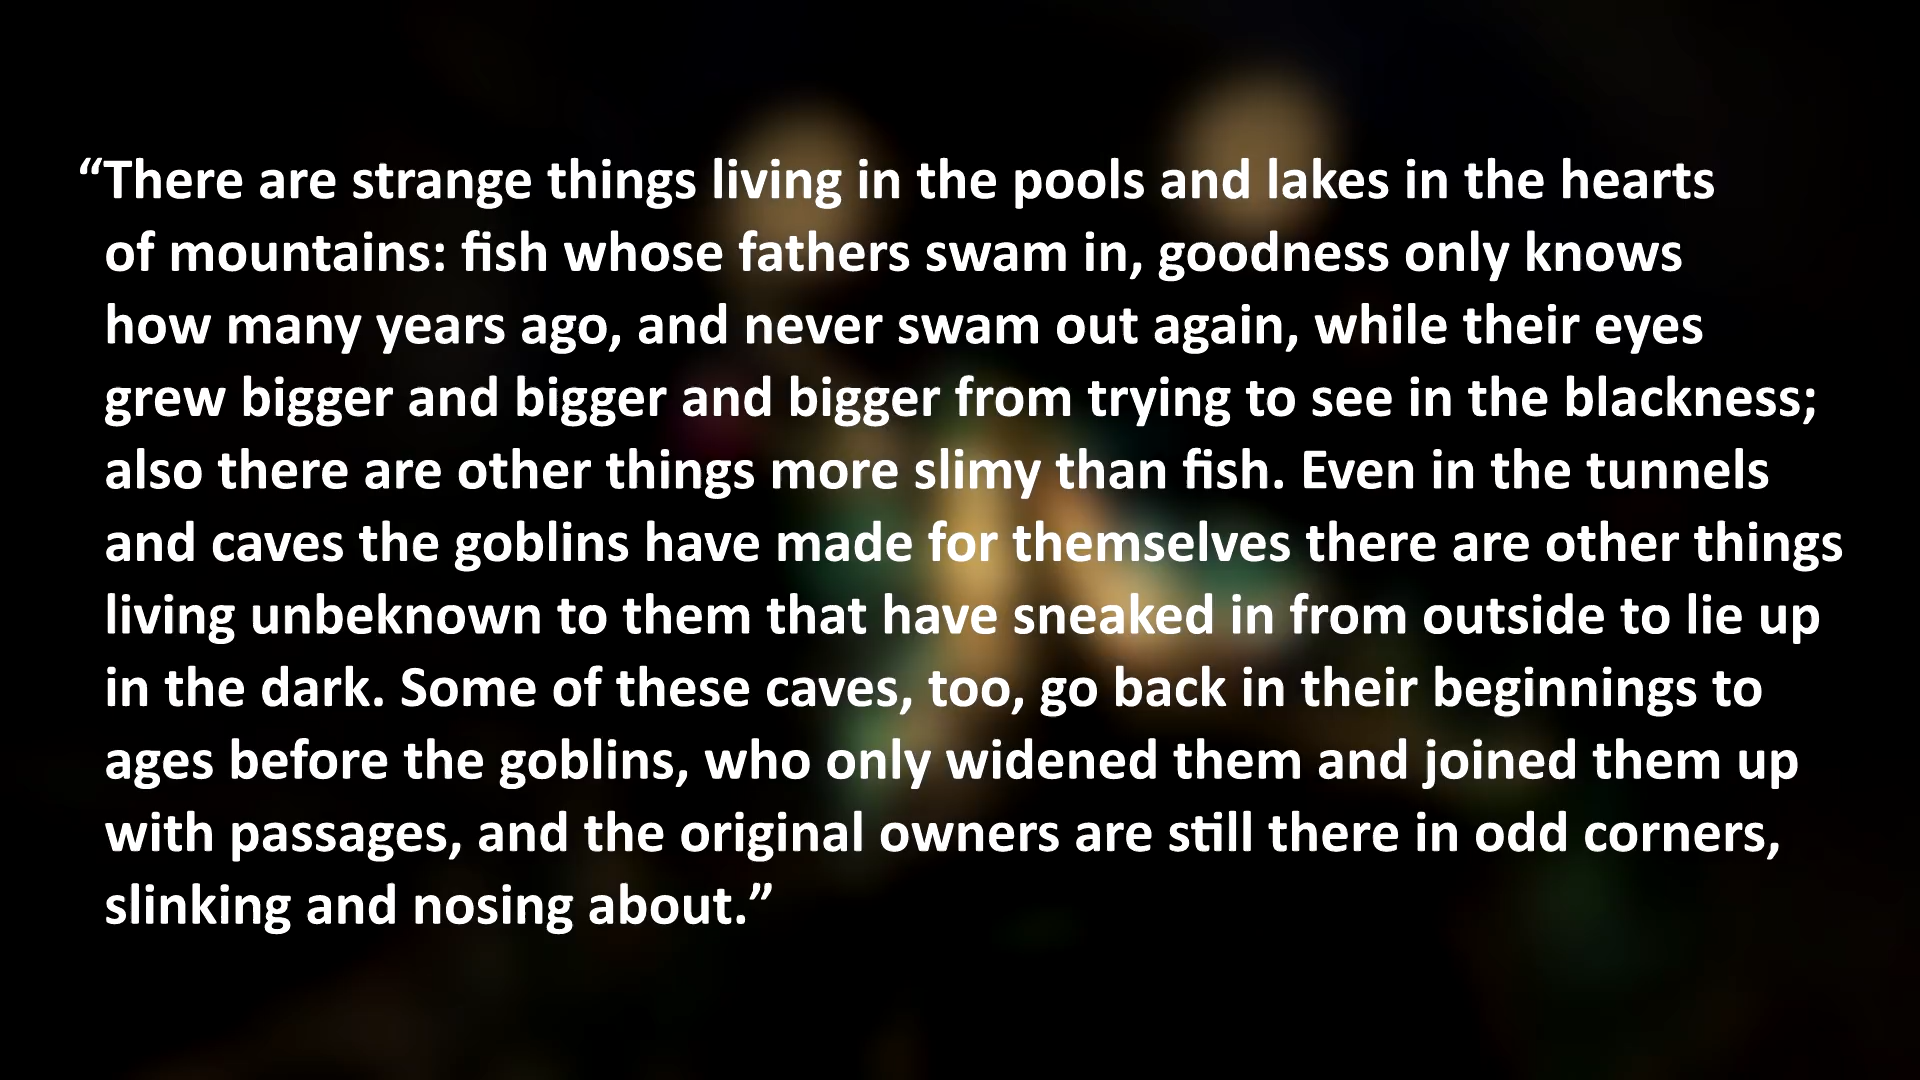 “There are strange things living in the pools and lakes in the hearts
of mountains: fish whose fathers swam in, goodness only knows
how many years ago, and never swam out again, while their eyes
grew bigger and bigger and bigger from trying to see in the blackness;
also there are other things more slimy than fish. Even in the tunnels
and caves the goblins have made for themselves there are other things
living unbeknown to them that have sneaked in from outside to lie up
in the dark. Some of these caves, too, go back in their beginnings to
ages before the goblins, who only widened them and joined them up
with passages, and the original owners are still there in odd corners,
slinking and nosing about.”